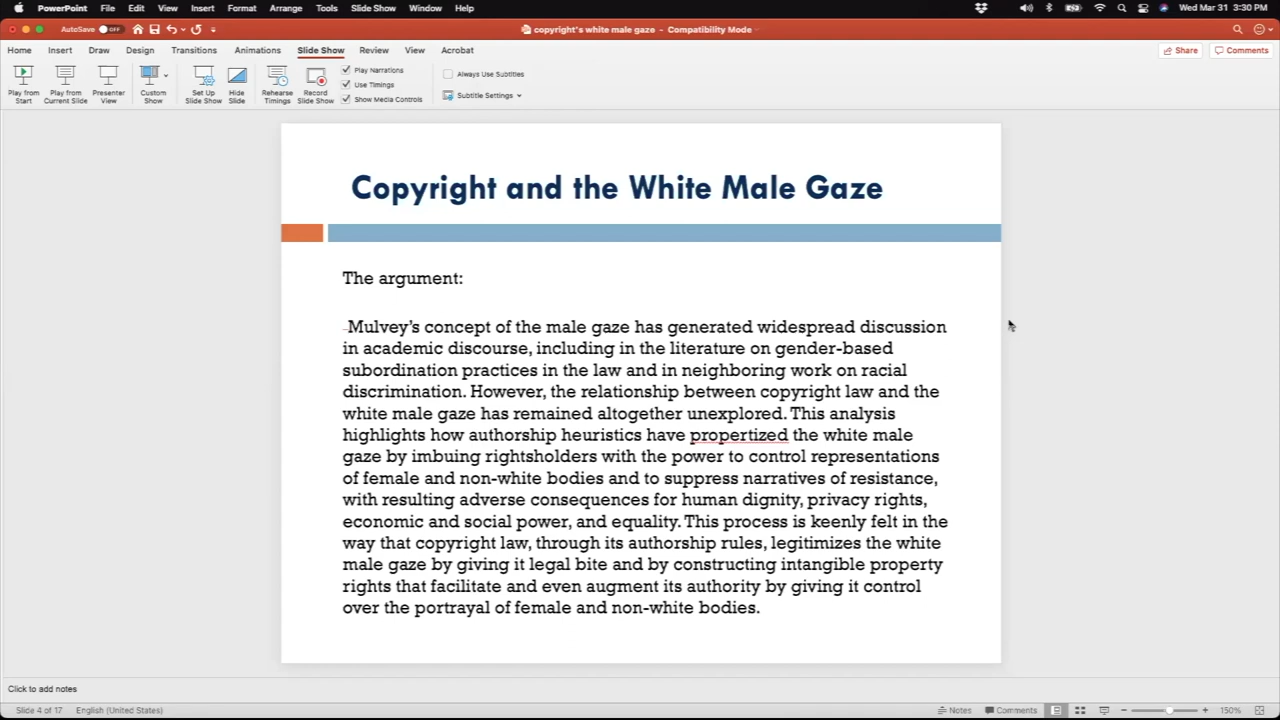 PowerPoint File Edit View Insert Format Arrange Tools Slide Show Window Help Wed Mar 31 3:30 PM
AutoSave OFF copyright's white male gaze - Compatibility Mode
Home Insert Draw Design Transitions Animations Slide Show Review View Acrobat Share Comments
Play from Start
Play from Current Slide
Presenter View
Custom Show
Set Up Slide Show
Hide Slide
Rehearse Timings
Record Slide Show
Play Narrations
Use Timings
Show Media Controls
Always Use Subtitles
Subtitle Settings
Copyright and the White Male Gaze
The argument:
Mulvey's concept of the male gaze has generated widespread discussion
in academic discourse, including in the literature on gender-based
subordination practices in the law and in neighboring work on racial
discrimination. However, the relationship between copyright law and the
white male gaze has remained altogether unexplored. This analysis
highlights how authorship heuristics have propertized the white male
gaze by imbuing rightsholders with the power to control representations
of female and non-white bodies and to suppress narratives of resistance,
with resulting adverse consequences for human dignity, privacy rights,
economic and social power, and equality. This process is keenly felt in the
way that copyright law, through its authorship rules, legitimizes the white
male gaze by giving it legal bite and by constructing intangible property
rights that facilitate and even augment its authority by giving it control
over the portrayal of female and non-white bodies.
Click to add notes
Slide 4 of 17 English (United States) Notes Comments 150%